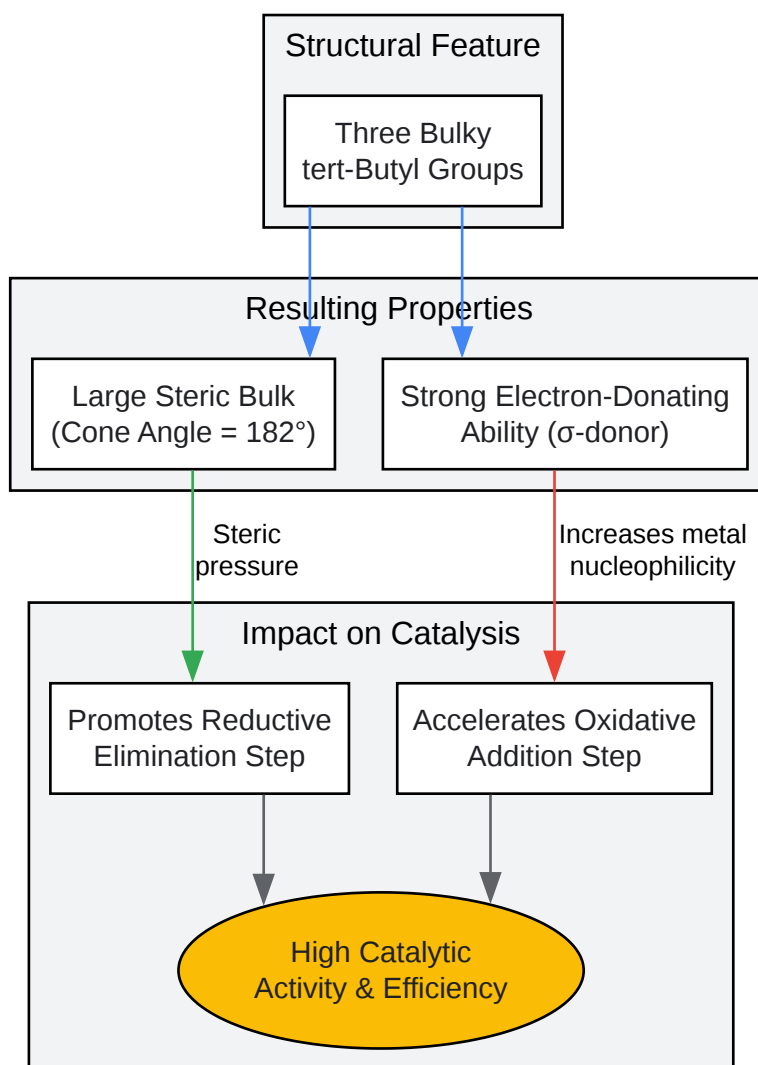 Structural Feature
Three Bulky
tert-Butyl Groups
Resulting Properties
Large Steric Bulk
(Cone Angle = 182°)
Strong Electron-Donating
Ability (σ-donor)
Steric
pressure
Increases metal
nucleophilicity
Impact on Catalysis
Promotes Reductive
Elimination Step
Accelerates Oxidative
Addition Step
High Catalytic
Activity & Efficiency